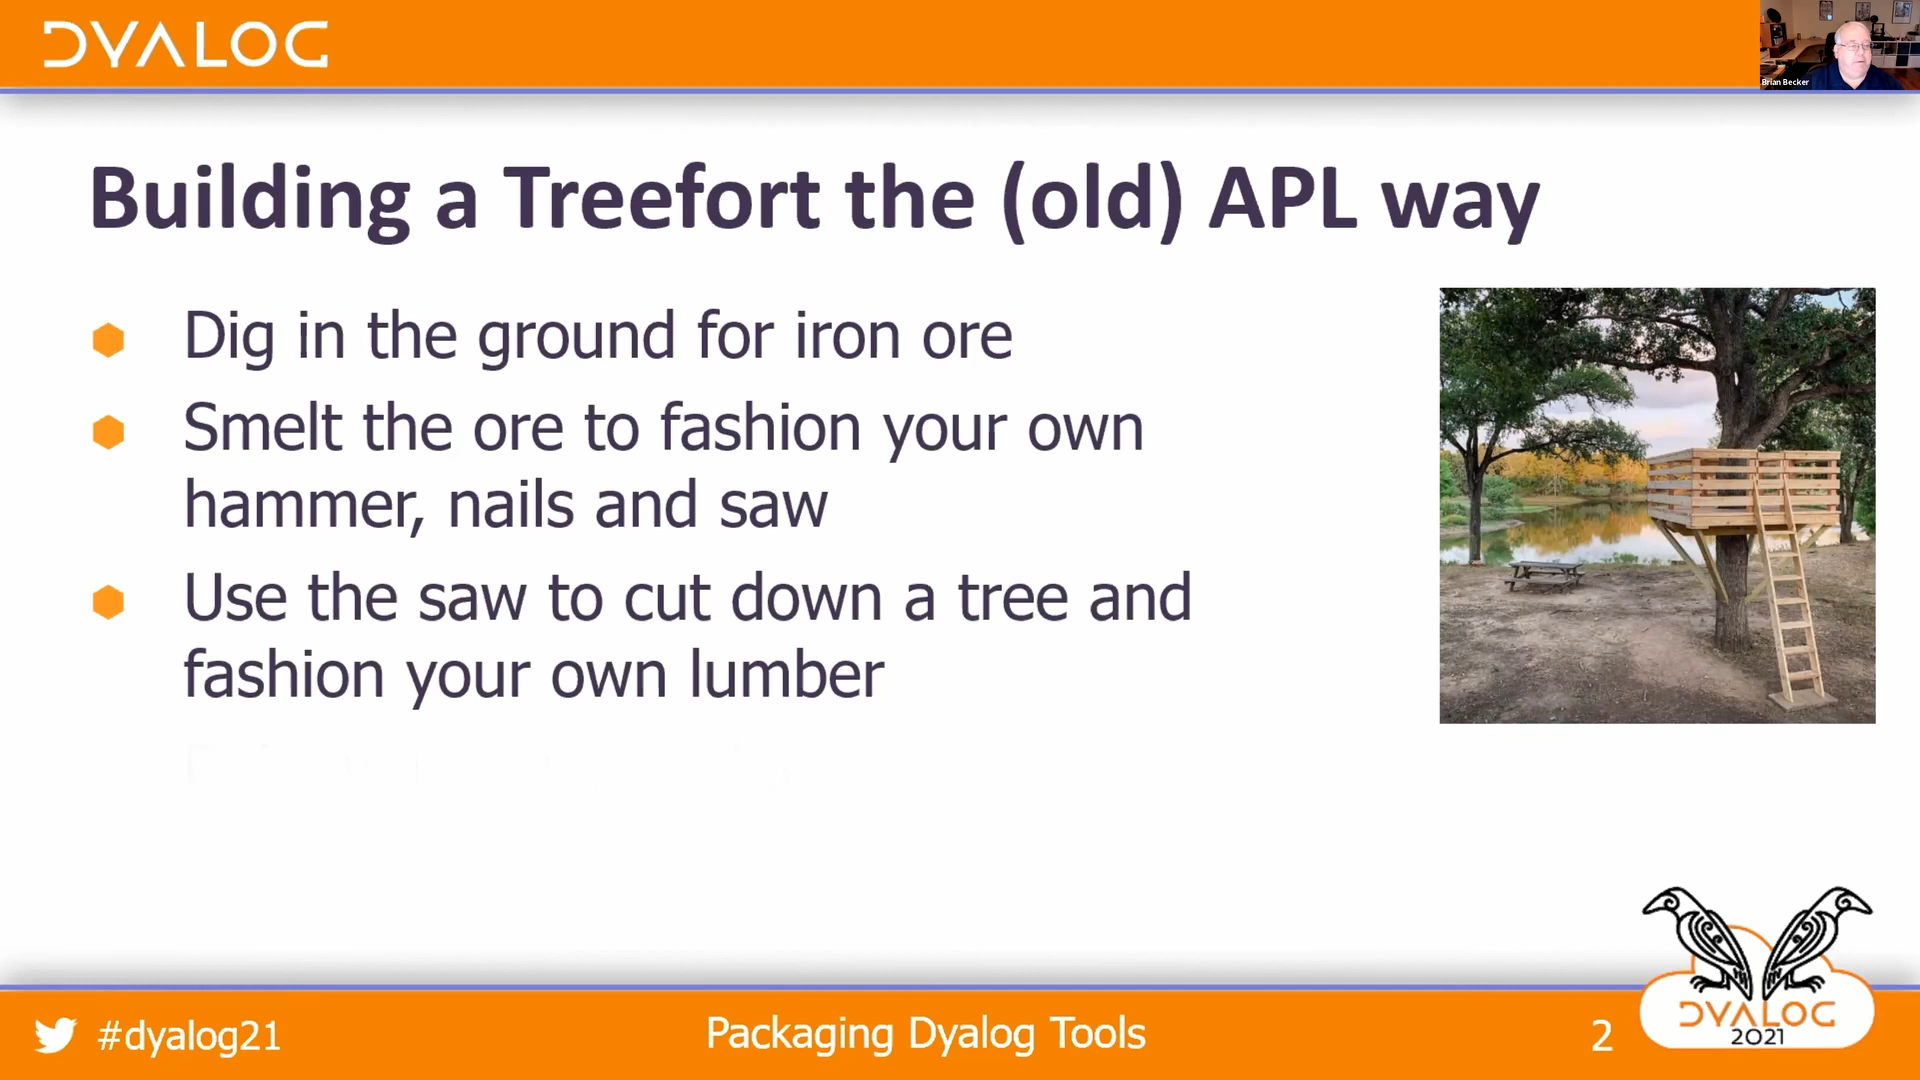 DYALOG
Brian Becker
Building a Treefort the (old) APL way
Dig in the ground for iron ore
Smelt the ore to fashion your own
hammer, nails and saw
Use the saw to cut down a tree and
fashion your own lumber
#dyalog21
Packaging Dyalog Tools
2
DYALOG
2021